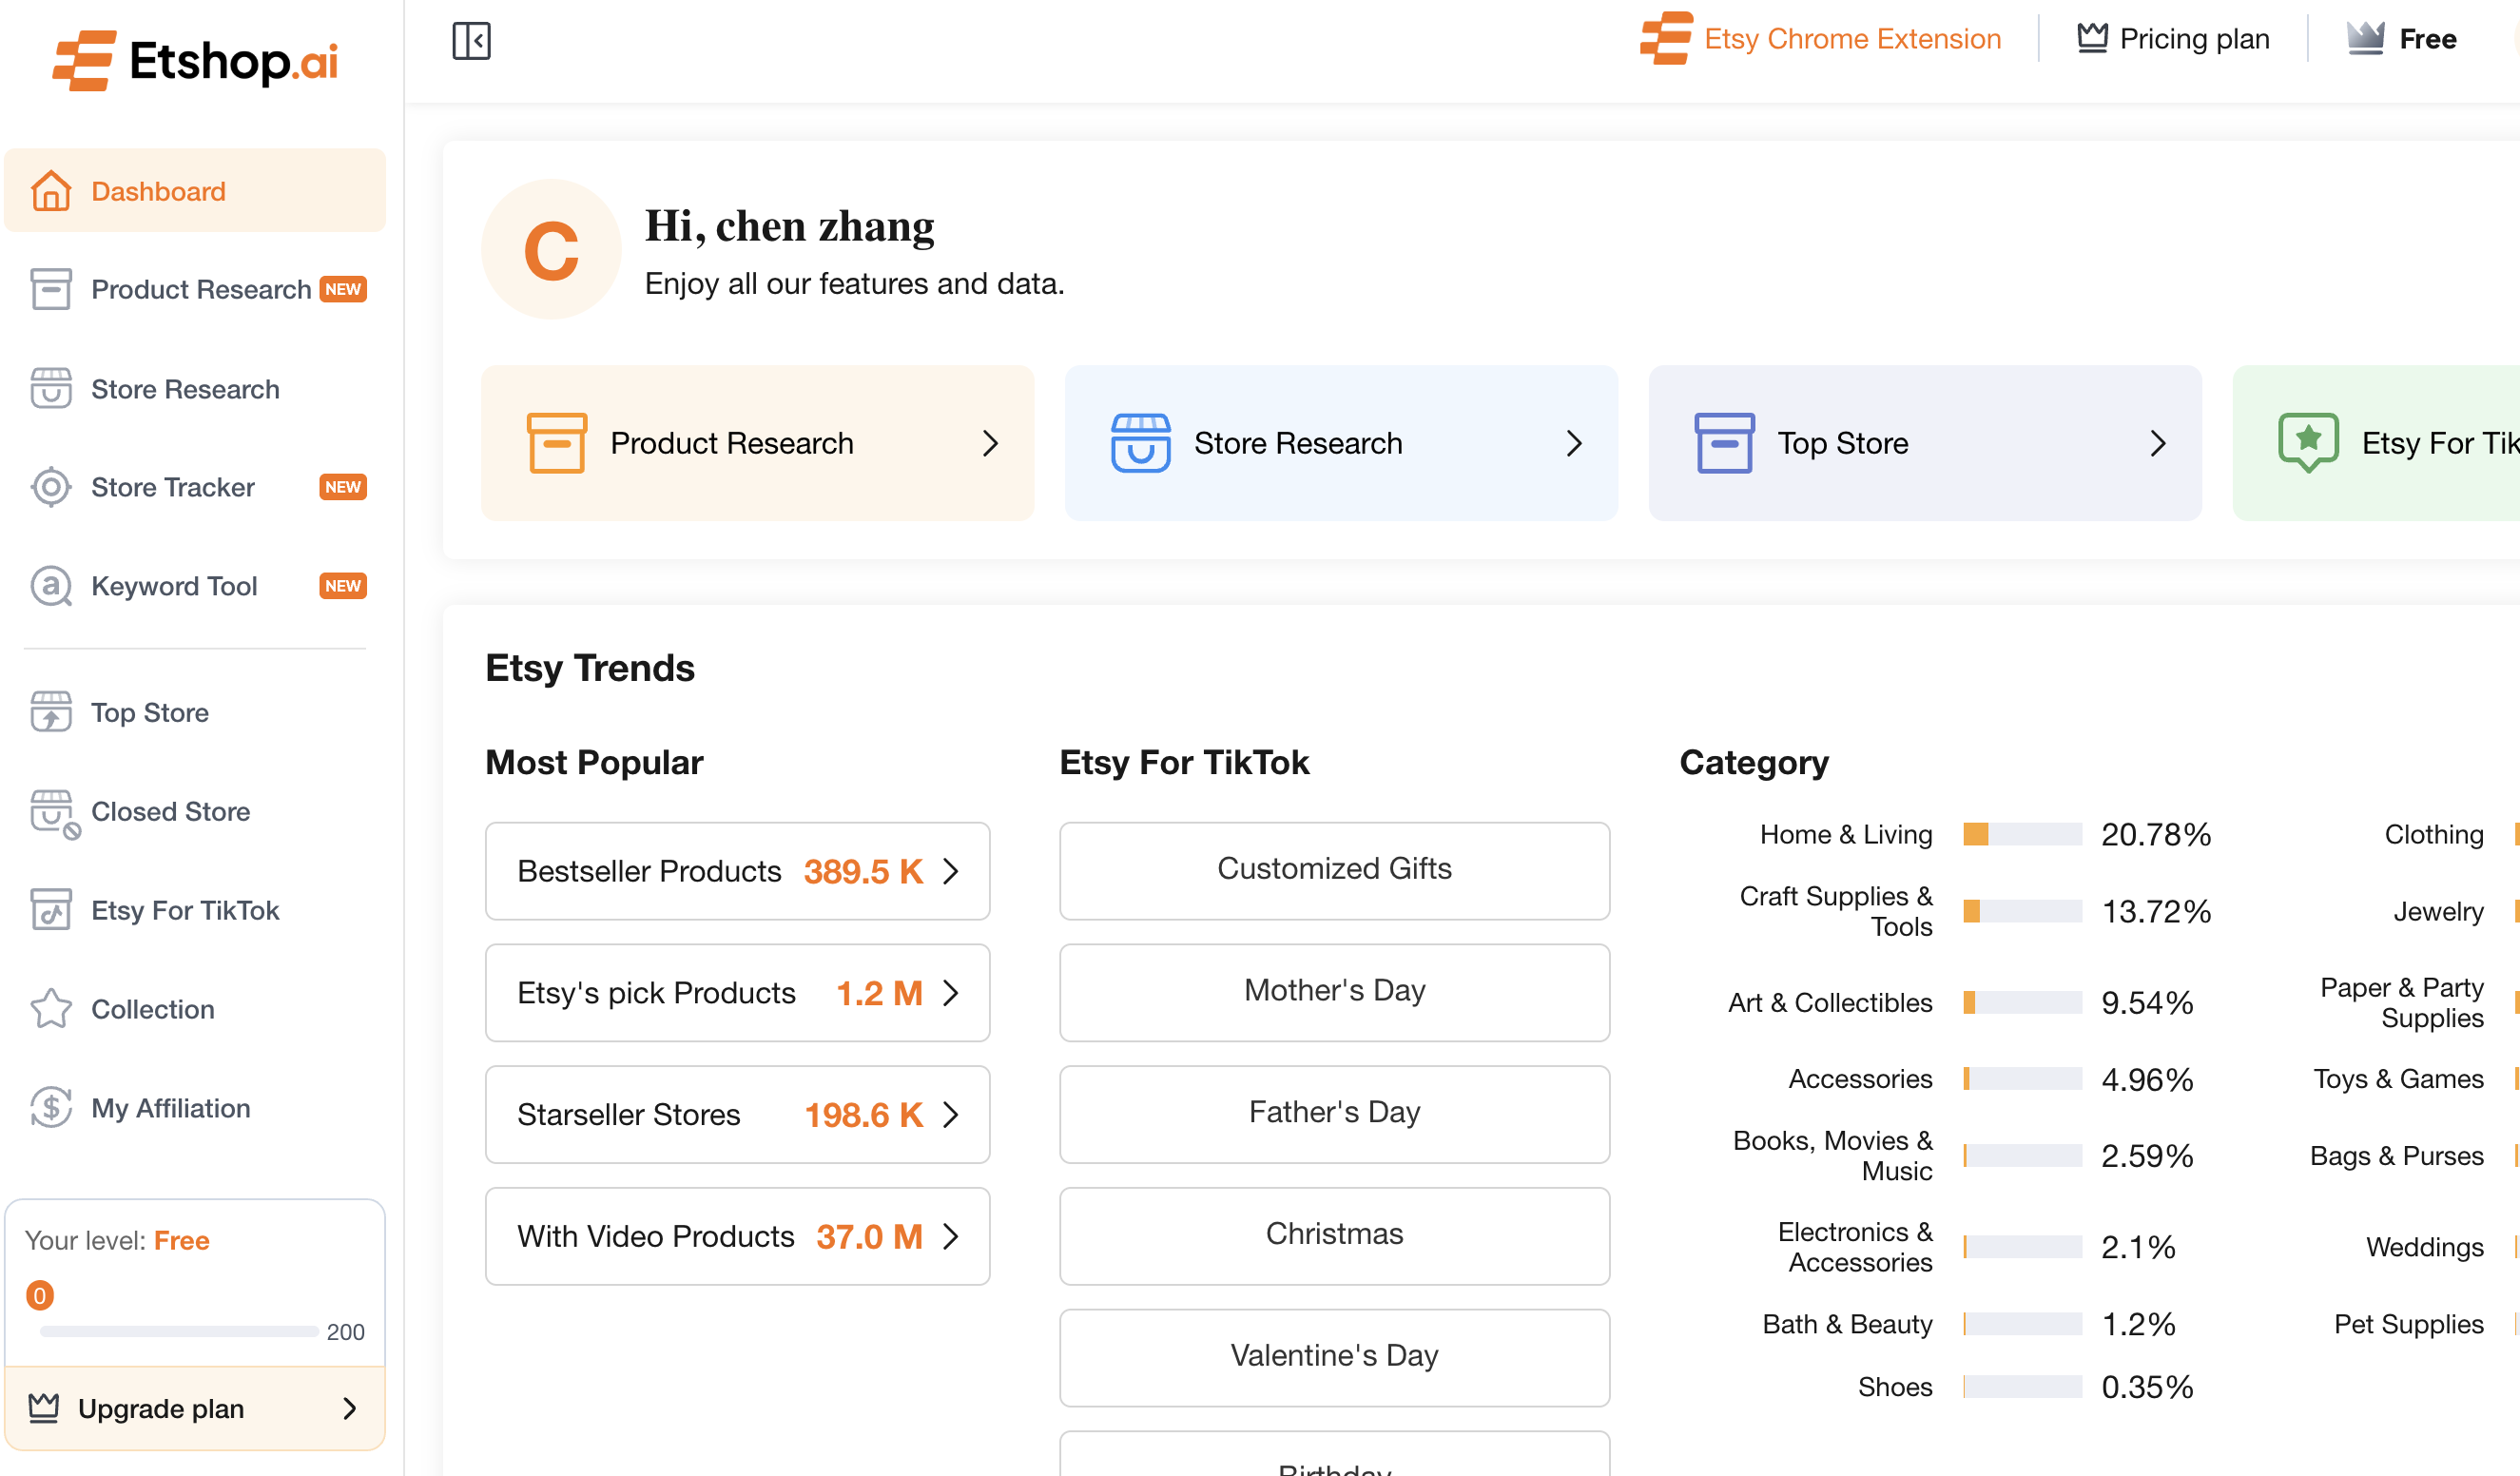 Etshop.ai
Etsy Chrome Extension
Pricing plan
Free
Dashboard
Product Research NEW
Store Research
Store Tracker NEW
Keyword Tool NEW
Top Store
Closed Store
Etsy For TikTok
Collection
My Affiliation
Your level: Free
0
200
Upgrade plan
C
Hi, chen zhang
Enjoy all our features and data.
Product Research
Store Research
Top Store
Etsy For Tik
Etsy Trends
Most Popular
Bestseller Products 389.5 K
Etsy's pick Products 1.2 M
Starseller Stores 198.6 K
With Video Products 37.0 M
Etsy For TikTok
Customized Gifts
Mother's Day
Father's Day
Christmas
Valentine's Day
Birthday
Category
Home & Living 20.78%
Craft Supplies &
Tools 13.72%
Art & Collectibles 9.54%
Accessories 4.96%
Books, Movies &
Music 2.59%
Electronics &
Accessories 2.1%
Bath & Beauty 1.2%
Shoes 0.35%
Clothing
Jewelry
Paper & Party
Supplies
Toys & Games
Bags & Purses
Weddings
Pet Supplies